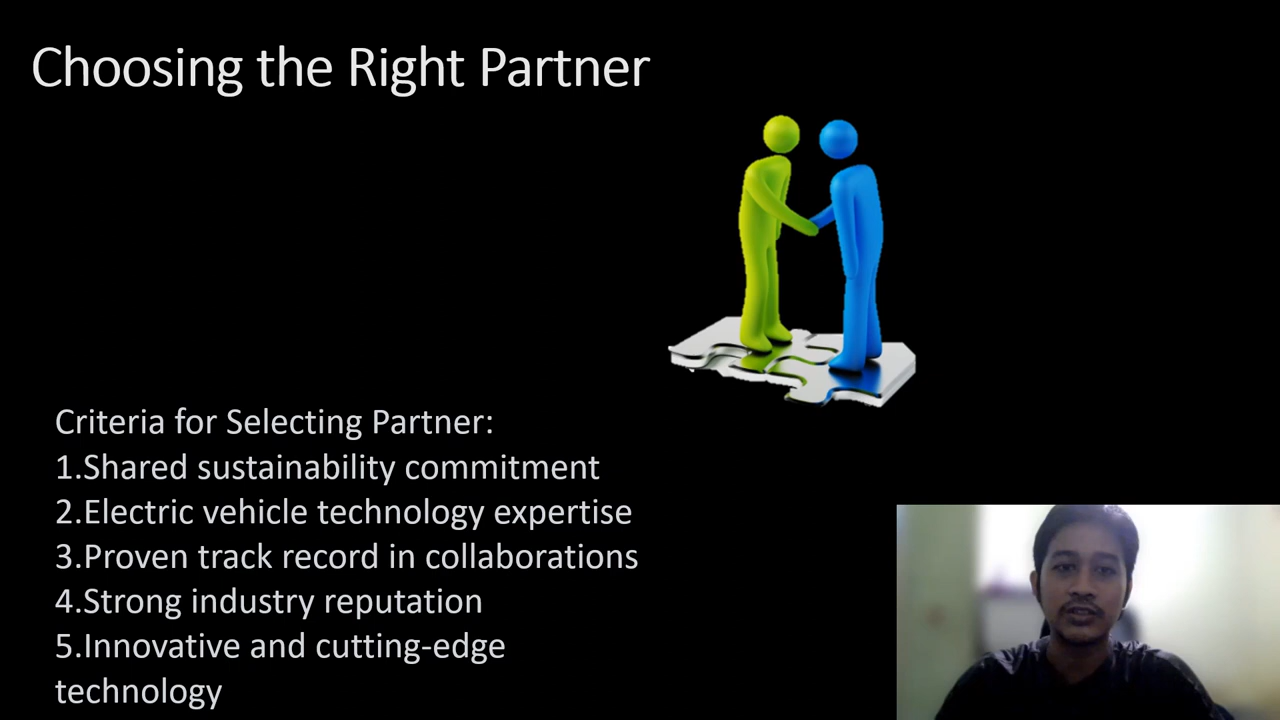 Choosing the Right Partner
Criteria for Selecting Partner:
1.Shared sustainability commitment
2.Electric vehicle technology expertise
3.Proven track record in collaborations
4.Strong industry reputation
5.Innovative and cutting-edge
technology